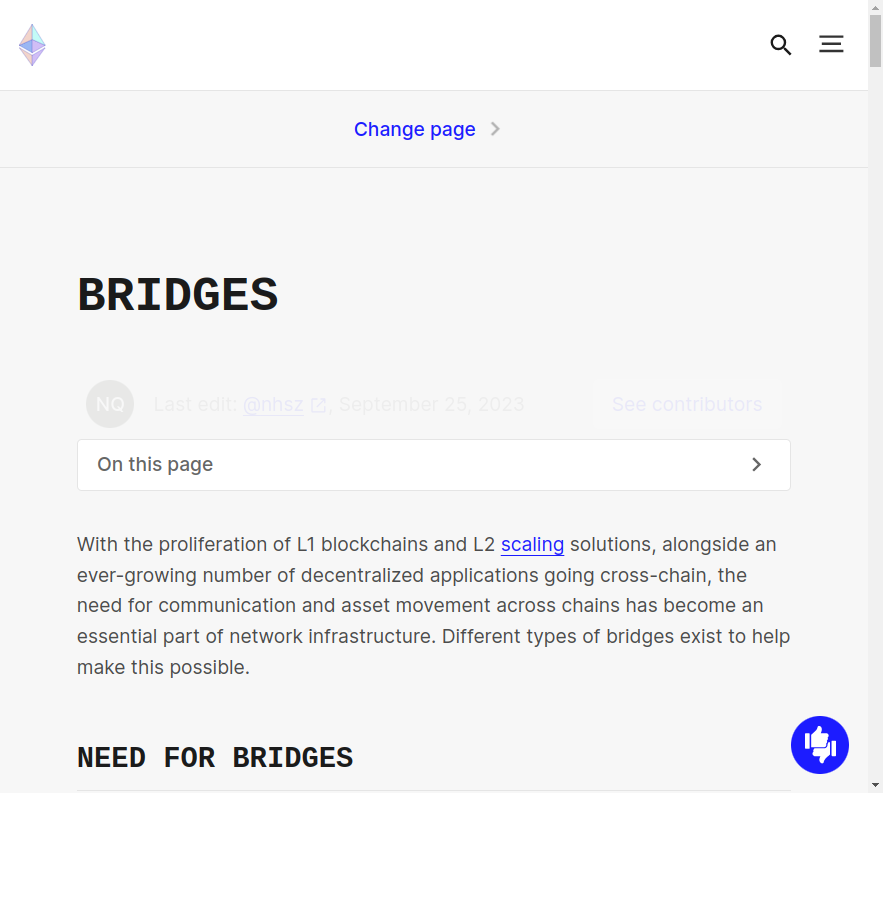 Change page
BRIDGES
NQ Last edit: @nhsz, September 25, 2023 See contributors
On this page
With the proliferation of L1 blockchains and L2 scaling solutions, alongside an
ever-growing number of decentralized applications going cross-chain, the
need for communication and asset movement across chains has become an
essential part of network infrastructure. Different types of bridges exist to help
make this possible.
NEED FOR BRIDGES